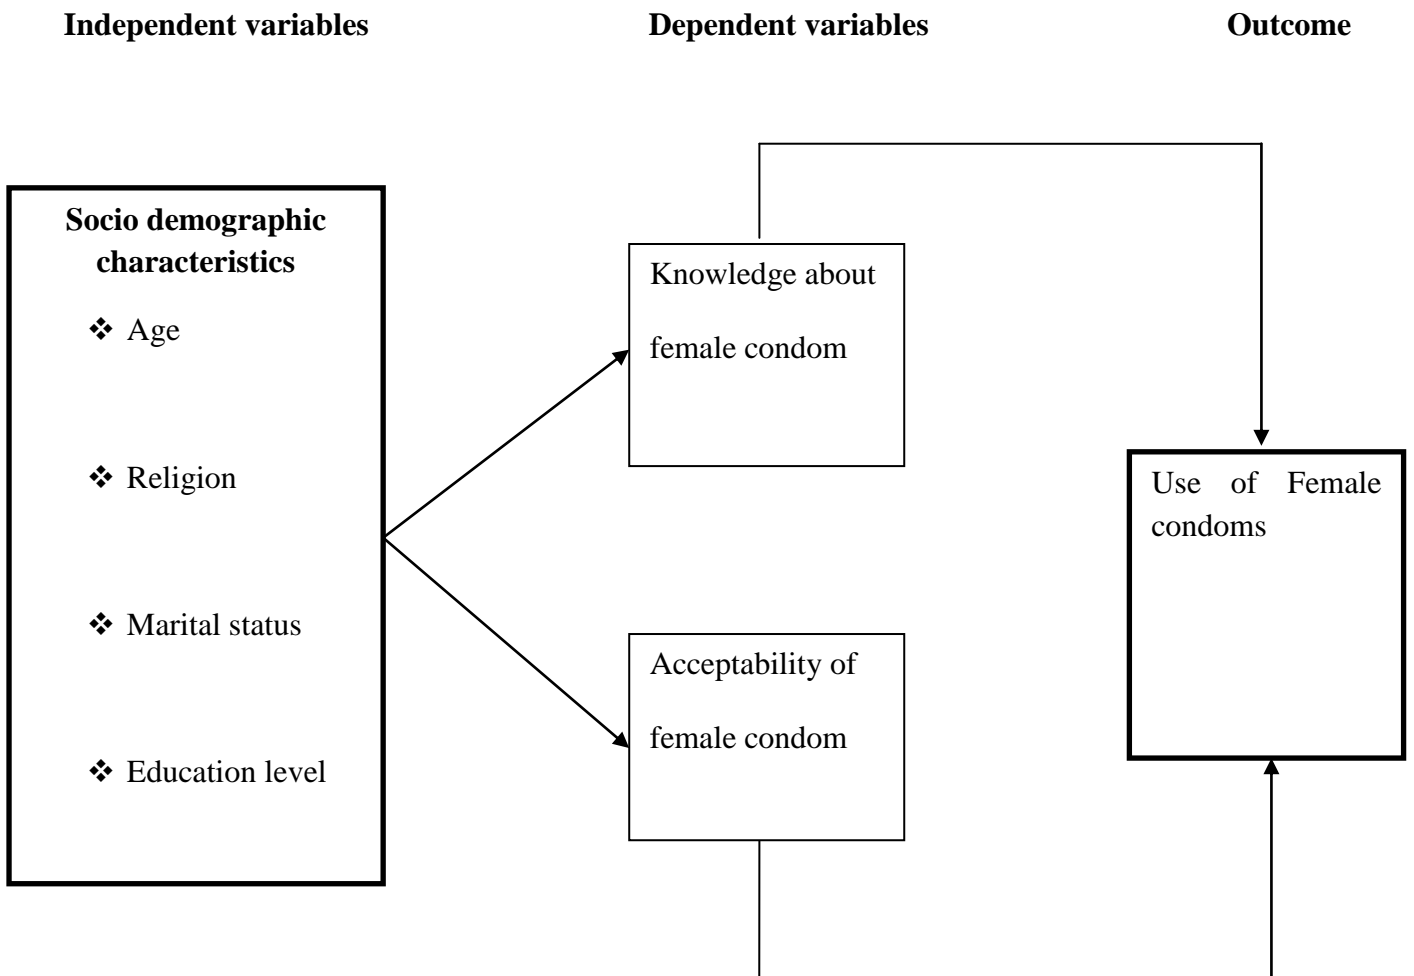 Independent variables
Dependent variables
Outcome
Socio demographic
characteristics
❖ Age
❖ Religion
❖ Marital status
❖ Education level
Knowledge about
female condom
Acceptability of
female condom
Use of Female
condoms